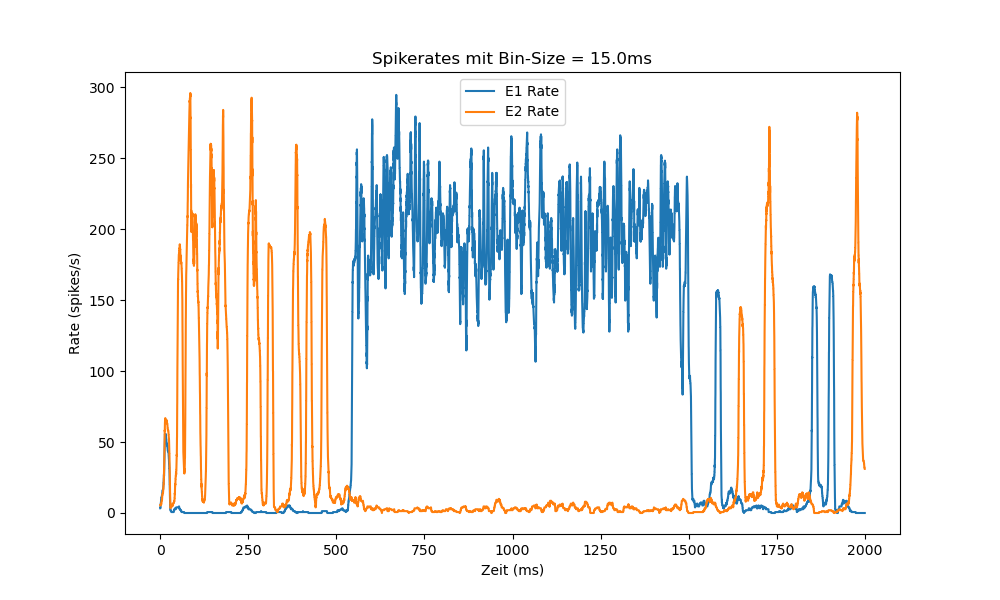 Spikerates mit Bin-Size = 15.0ms
E1 Rate
E2 Rate
300
250
200
150
100
50
0
Rate (spikes/s)
0 250 500 750 1000 1250 1500 1750 2000
Zeit (ms)